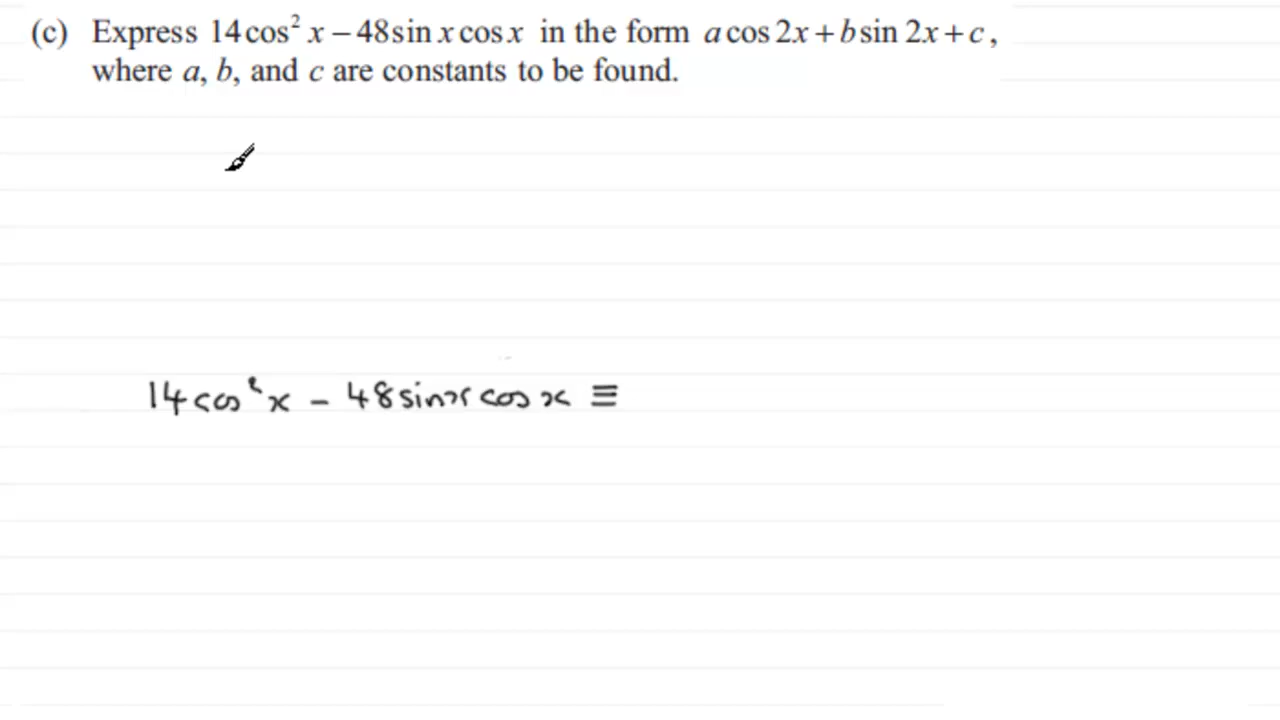 (c) Express 14cos² x − 48sin x cos x in the form a cos 2x + b sin 2x + c,
where a, b, and c are constants to be found.
14cos²x − 48sinx cosx ≡